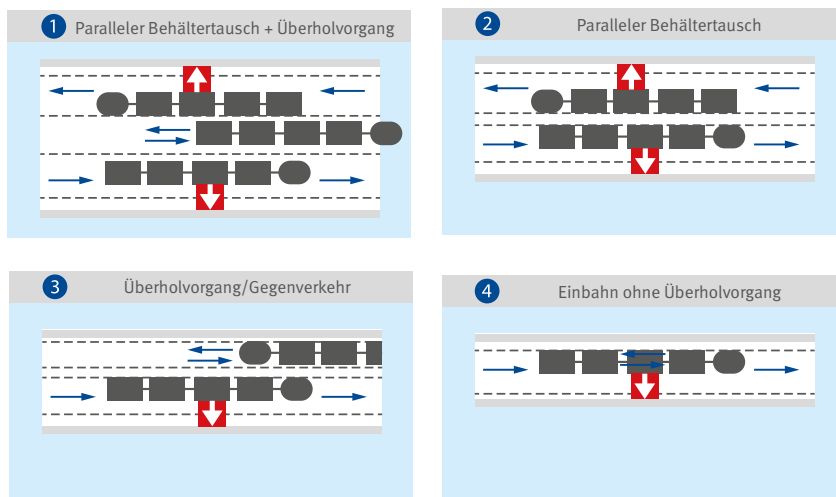 1 Paralleler Behältertausch + Überholvorgang
2 Paralleler Behältertausch
3 Überholvorgang/Gegenverkehr
4 Einbahn ohne Überholvorgang